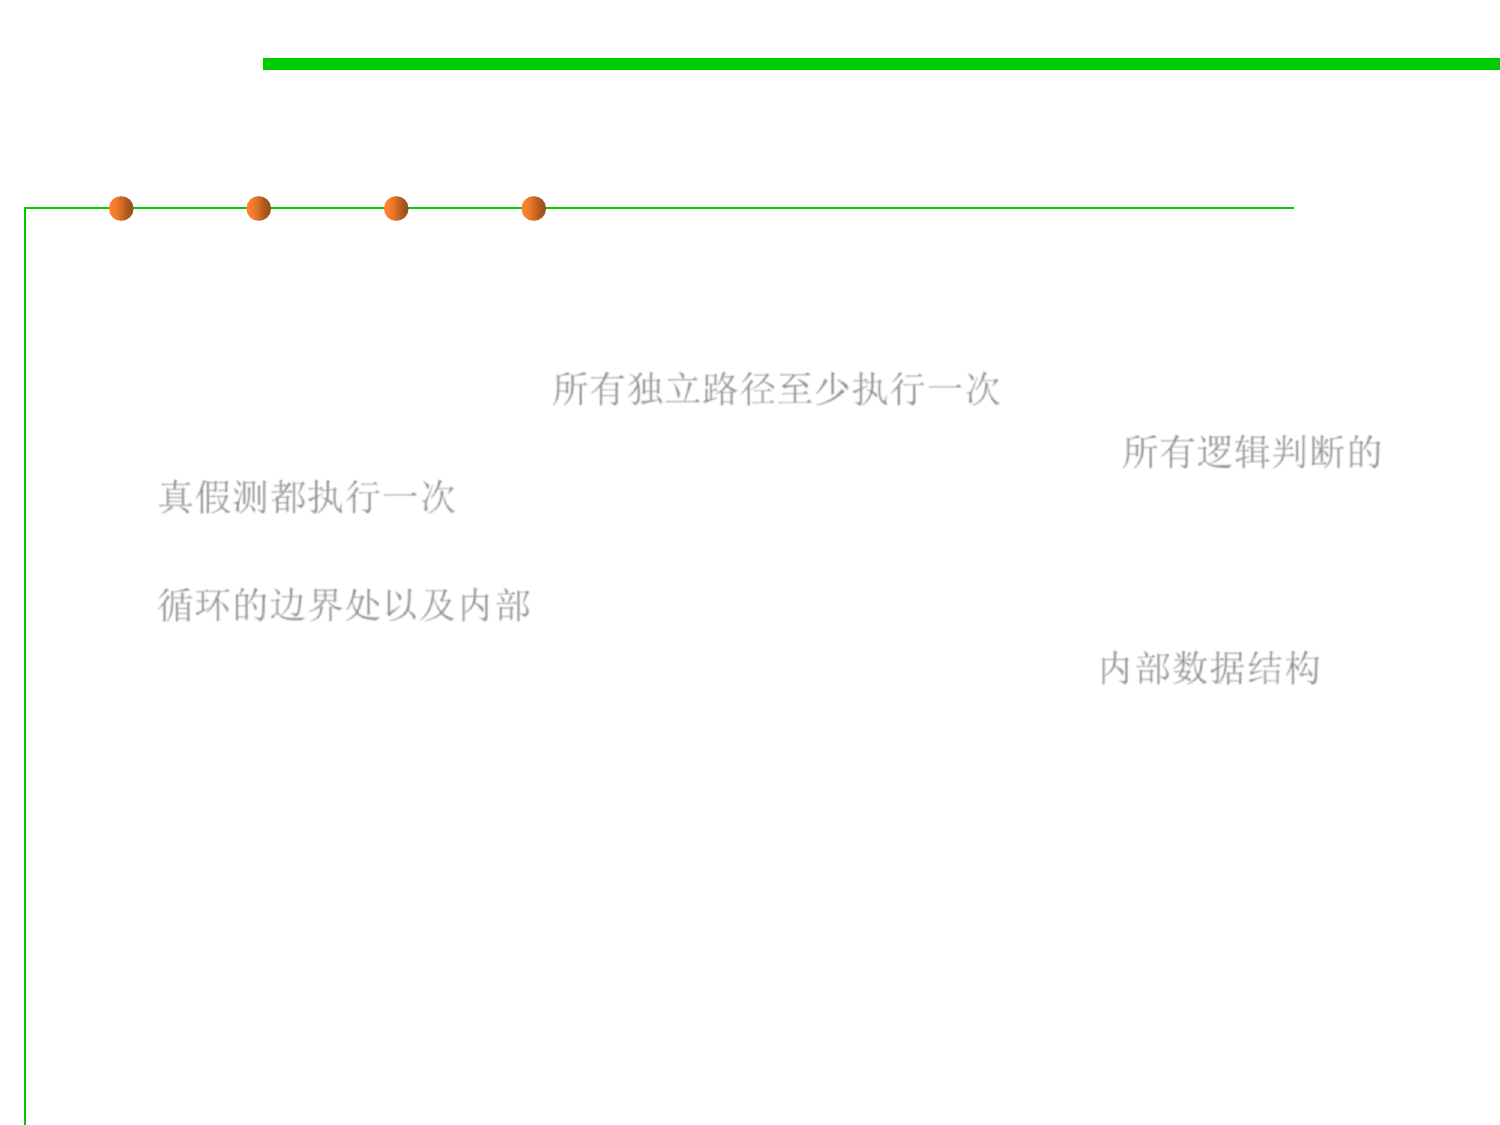 所有独立路径至少执行一次
所有逻辑判断的
真假测都执行一次
循环的边界处以及内部
内部数据结构